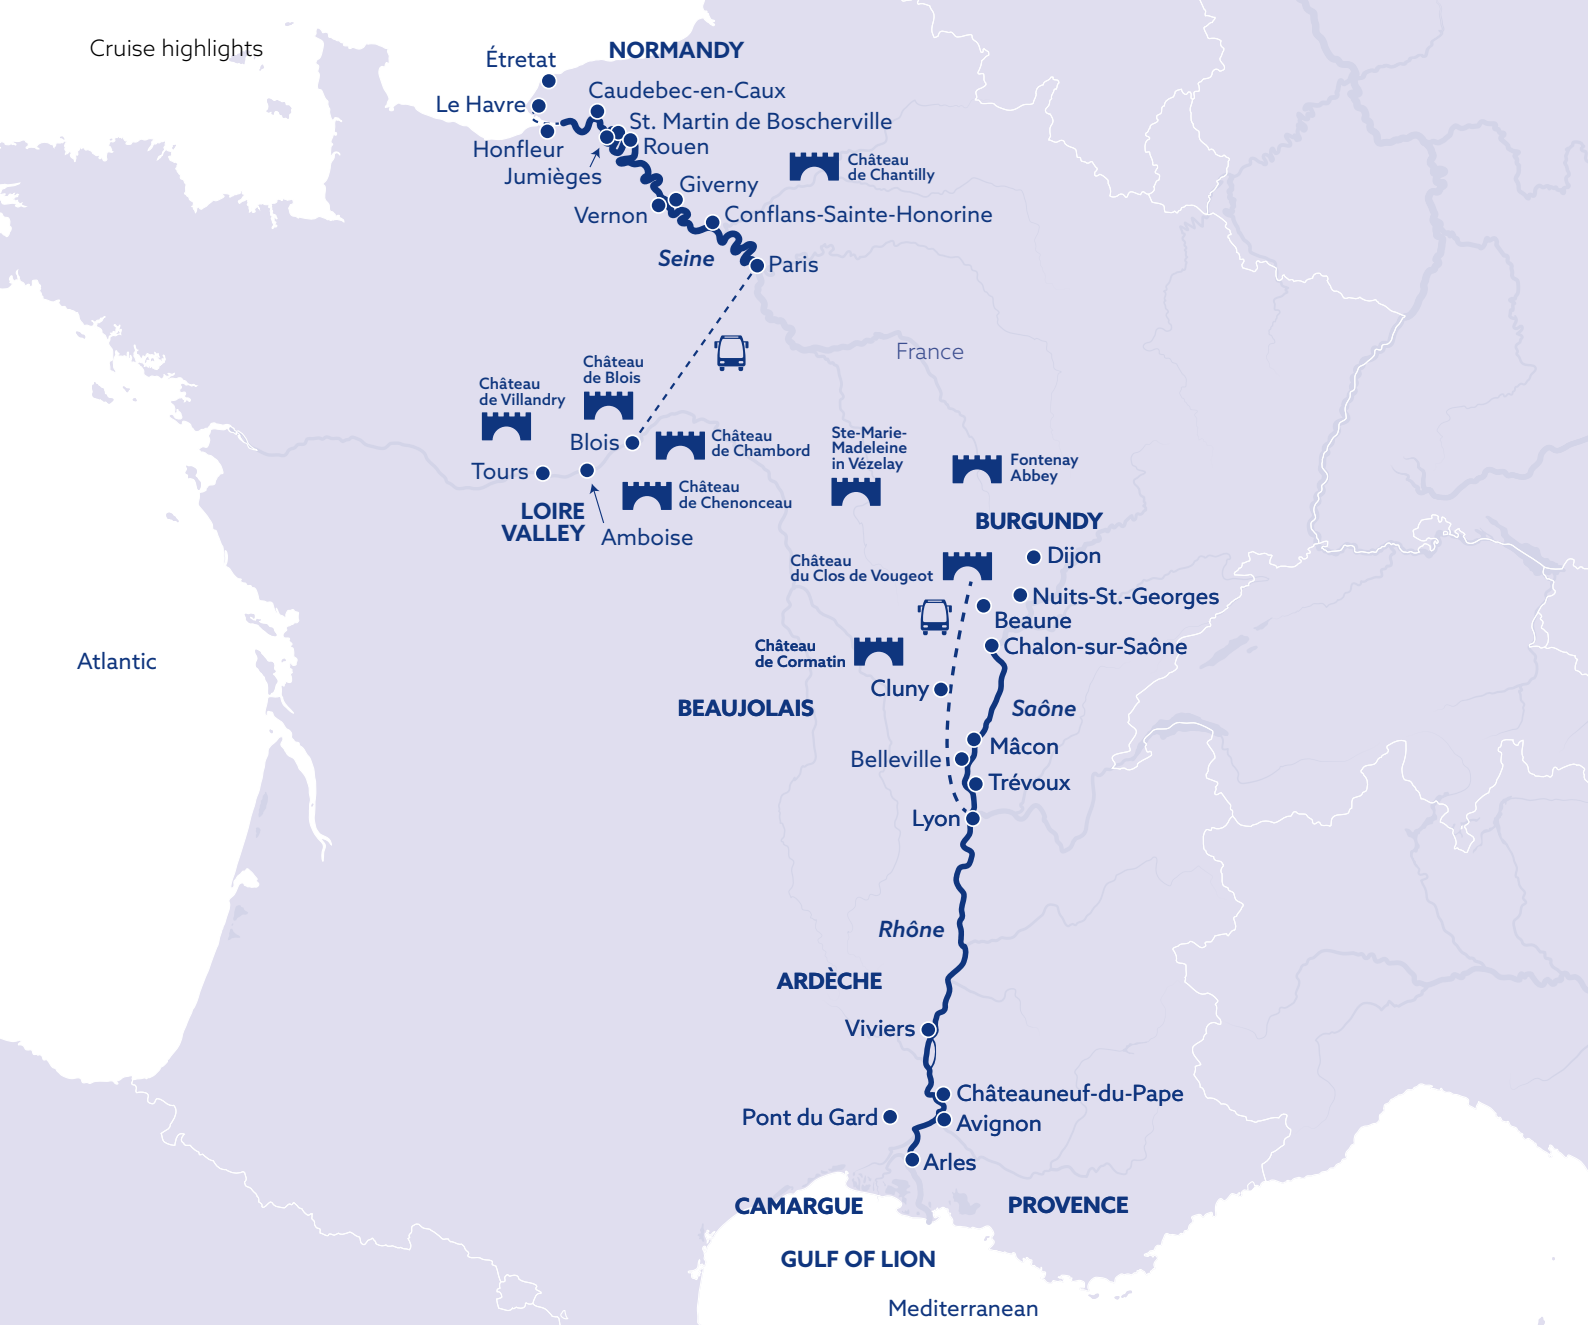 Cruise highlights
NORMANDY
Étretat
Caudebec-en-Caux
Le Havre
St. Martin de Boscherville
Honfleur
Rouen
Jumièges
Château
de Chantilly
Giverny
Vernon
Conflans-Sainte-Honorine
Seine
Paris
France
Château
de Blois
Château
de Villandry
Blois
Château
de Chambord
Ste-Marie-
Madeleine
in Vézelay
Fontenay
Abbey
Tours
Château
de Chenonceau
LOIRE
VALLEY
Amboise
BURGUNDY
Dijon
Château
du Clos de Vougeot
Nuits-St.-Georges
Beaune
Château
de Cormatin
Chalon-sur-Saône
Atlantic
Cluny
BEAUJOLAIS
Saône
Mâcon
Belleville
Trévoux
Lyon
Rhône
ARDÈCHE
Viviers
Châteauneuf-du-Pape
Pont du Gard
Avignon
Arles
CAMARGUE
PROVENCE
GULF OF LION
Mediterranean